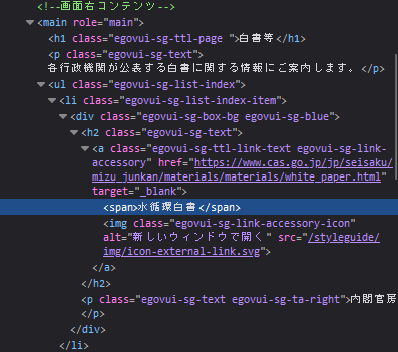 <!--画面右コンテンツ-->
<main role="main">
<h1 class="egovui-sg-ttl-page ">白書等</h1>
<p class="egovui-sg-text">
各行政機関が公表する白書に関する情報にご案内します。</p>
<ul class="egovui-sg-list-index">
<li class="egovui-sg-list-index-item">
<div class="egovui-sg-box-bg egovui-sg-blue">
<h2 class="egovui-sg-text">
<a class="egovui-sg-ttl-link-text egovui-sg-link-
accessory" href="https://www.cas.go.jp/jp/seisaku/
mizu_junkan/materials/materials/white_paper.html"
target="_blank">
<span>水循環白書</span>
<img class="egovui-sg-link-accessory-icon"
alt="新しいウィンドウで開く" src="/styleguide/
img/icon-external-link.svg">
</a>
</h2>
<p class="egovui-sg-text egovui-sg-ta-right">内閣官房
</p>
</div>
</li>